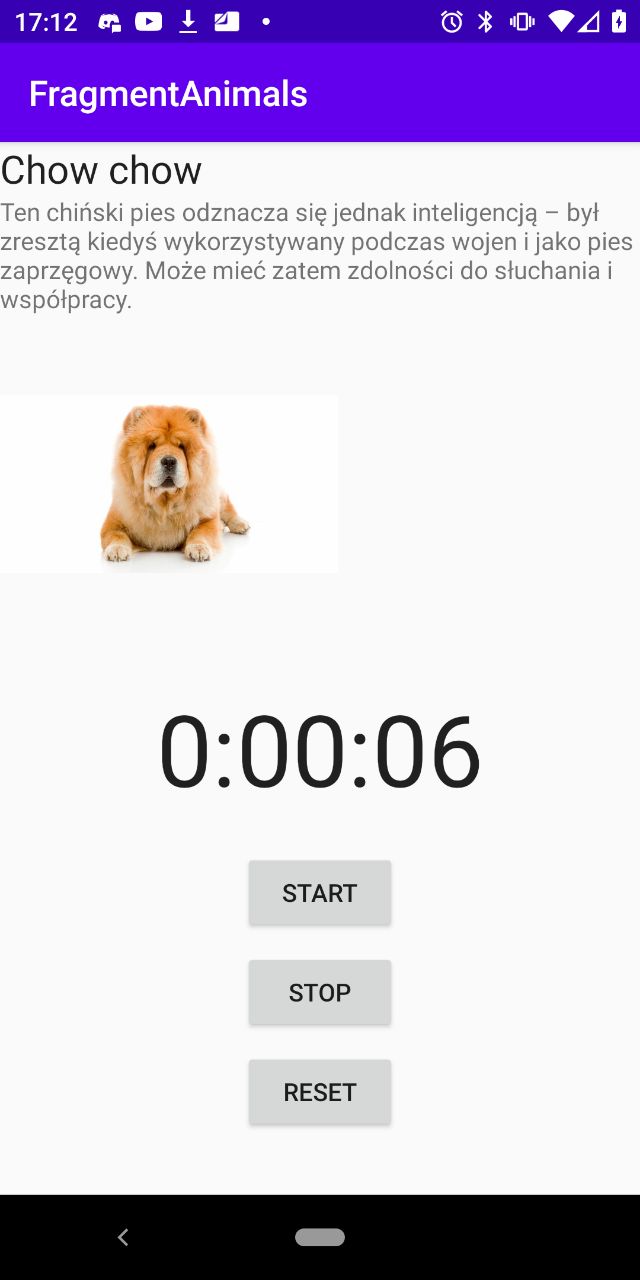 17:12
FragmentAnimals
Chow chow
Ten chiński pies odznacza się jednak inteligencją – był
zresztą kiedyś wykorzystywany podczas wojen i jako pies
zaprzęgowy. Może mieć zatem zdolności do słuchania i
współpracy.
0:00:06
START
STOP
RESET